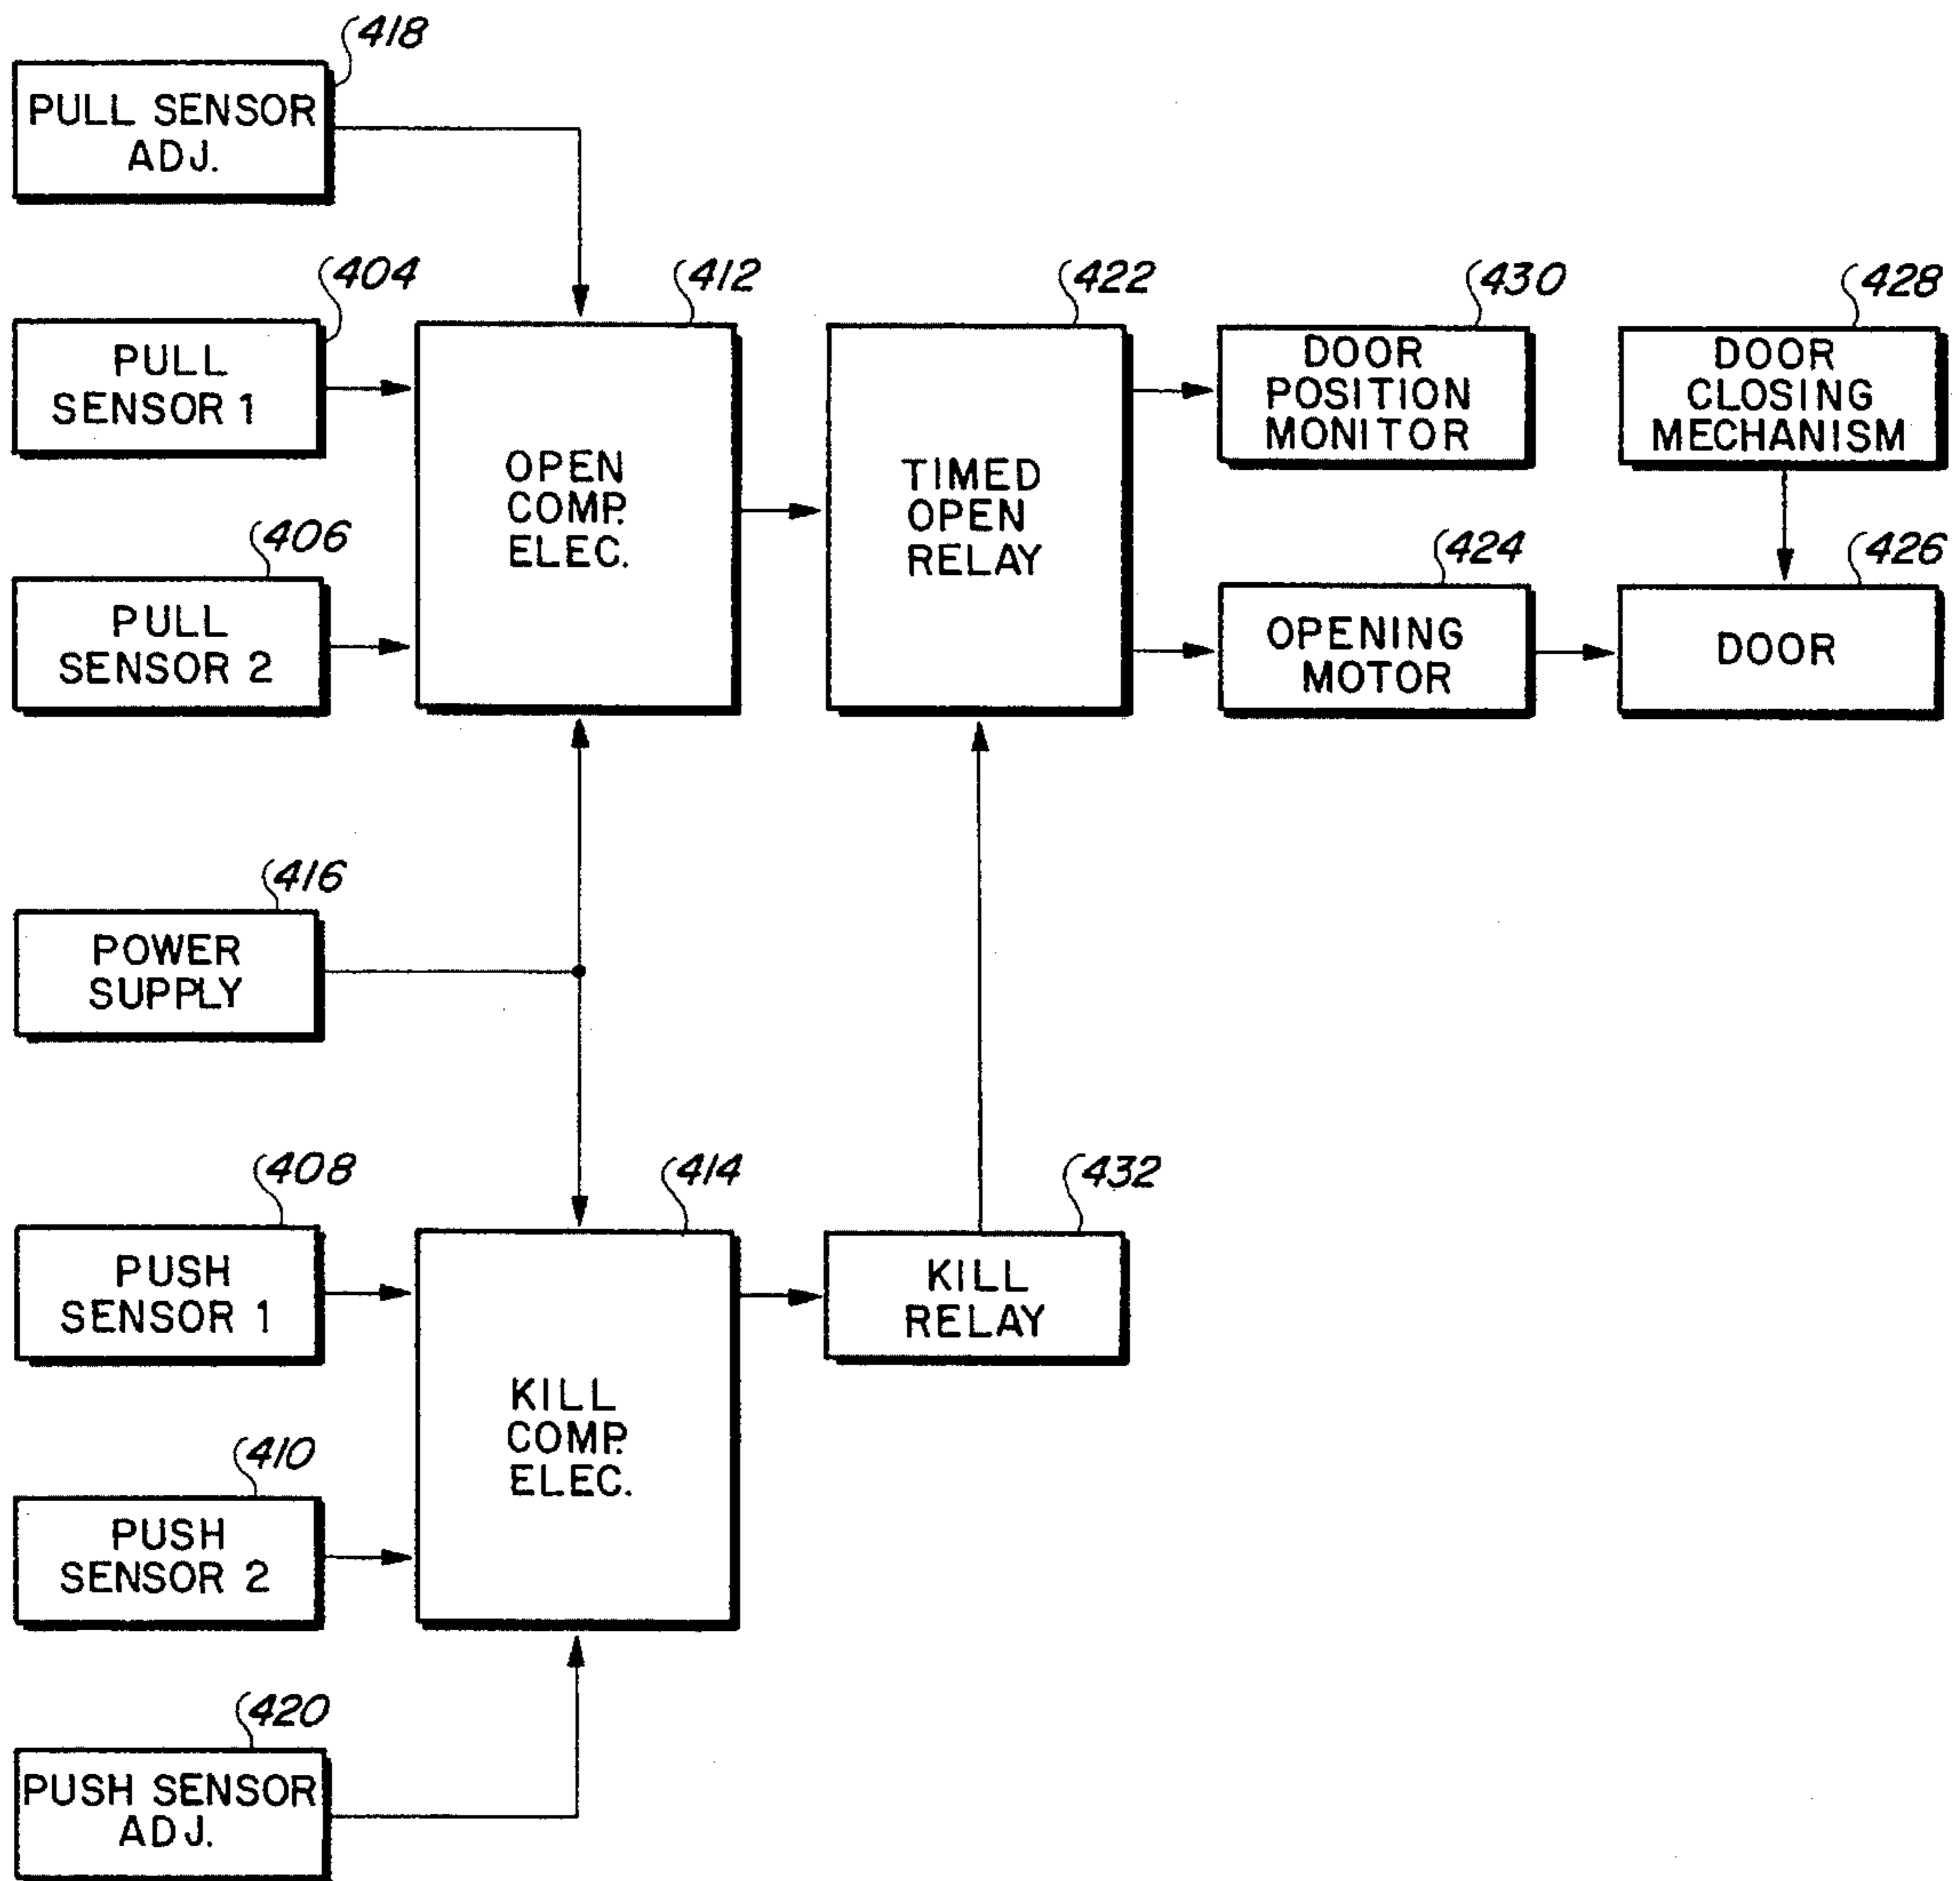 418
PULL SENSOR
ADJ.
404
PULL
SENSOR 1
406
PULL
SENSOR 2
412
OPEN
COMP.
ELEC.
422
TIMED
OPEN
RELAY
430
DOOR
POSITION
MONITOR
428
DOOR
CLOSING
MECHANISM
424
OPENING
MOTOR
426
DOOR
416
POWER
SUPPLY
408
PUSH
SENSOR 1
410
PUSH
SENSOR 2
414
KILL
COMP.
ELEC.
432
KILL
RELAY
420
PUSH SENSOR
ADJ.